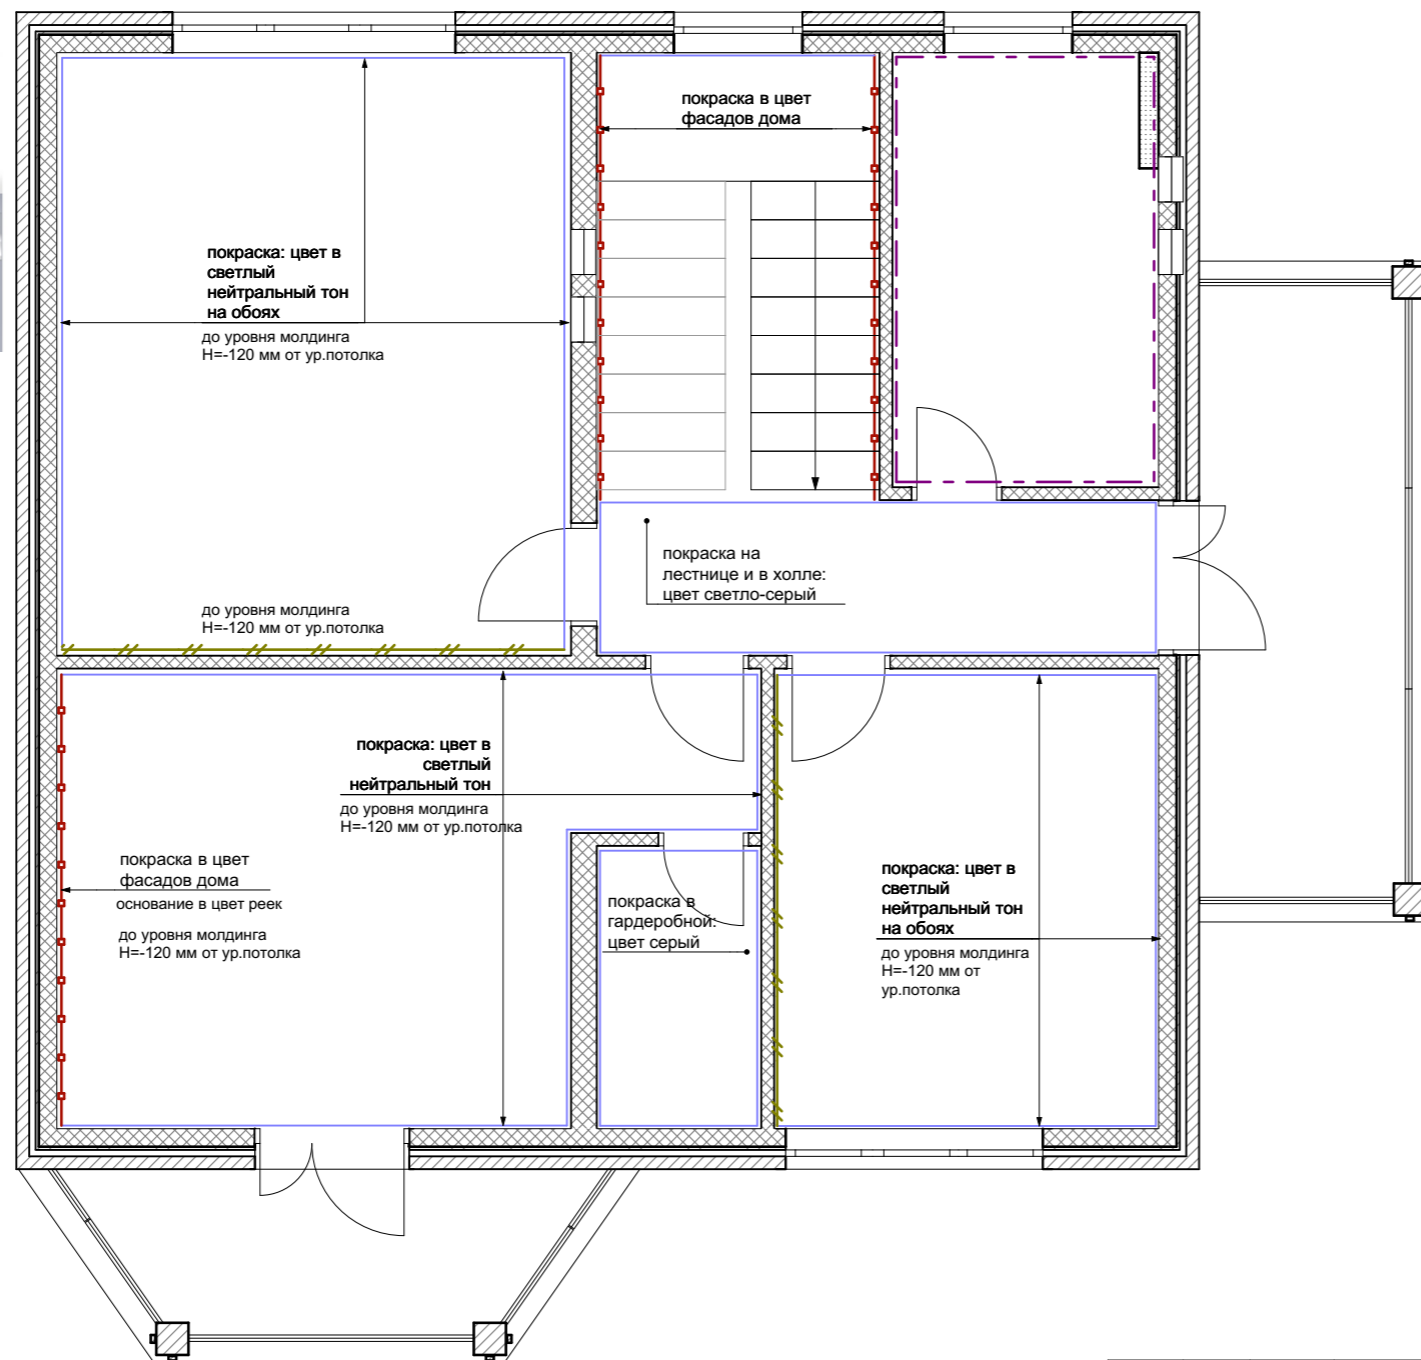 покраска в цвет
фасадов дома
покраска: цвет в
светлый
нейтральный тон
на обоях
до уровня молдинга
H=-120 мм от ур.потолка
покраска на
лестнице и в холле:
цвет светло-серый
до уровня молдинга
H=-120 мм от ур.потолка
покраска: цвет в
светлый
нейтральный тон
до уровня молдинга
H=-120 мм от ур.потолка
покраска в цвет
фасадов дома
основание в цвет реек
до уровня молдинга
H=-120 мм от ур.потолка
покраска в
гардеробной:
цвет серый
покраска: цвет в
светлый
нейтральный тон
на обоях
до уровня молдинга
H=-120 мм от
ур.потолка